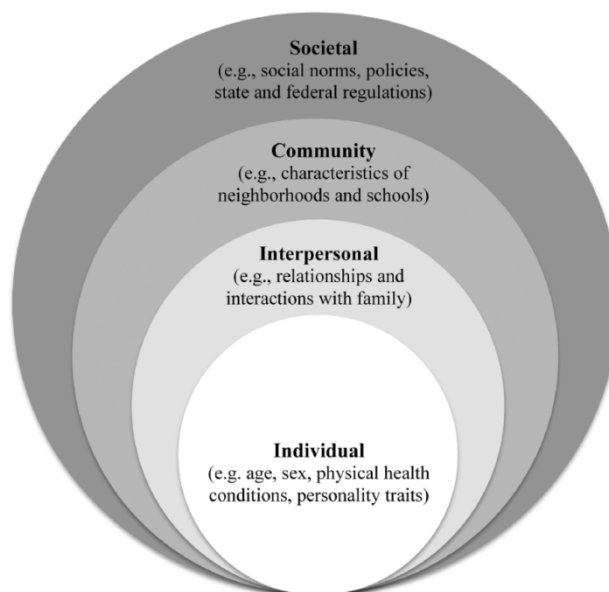 Societal
(e.g., social norms, policies,
state and federal regulations)
Community
(e.g., characteristics of
neighborhoods and schools)
Interpersonal
(e.g., relationships and
interactions with family)
Individual
(e.g. age, sex, physical health
conditions, personality traits)